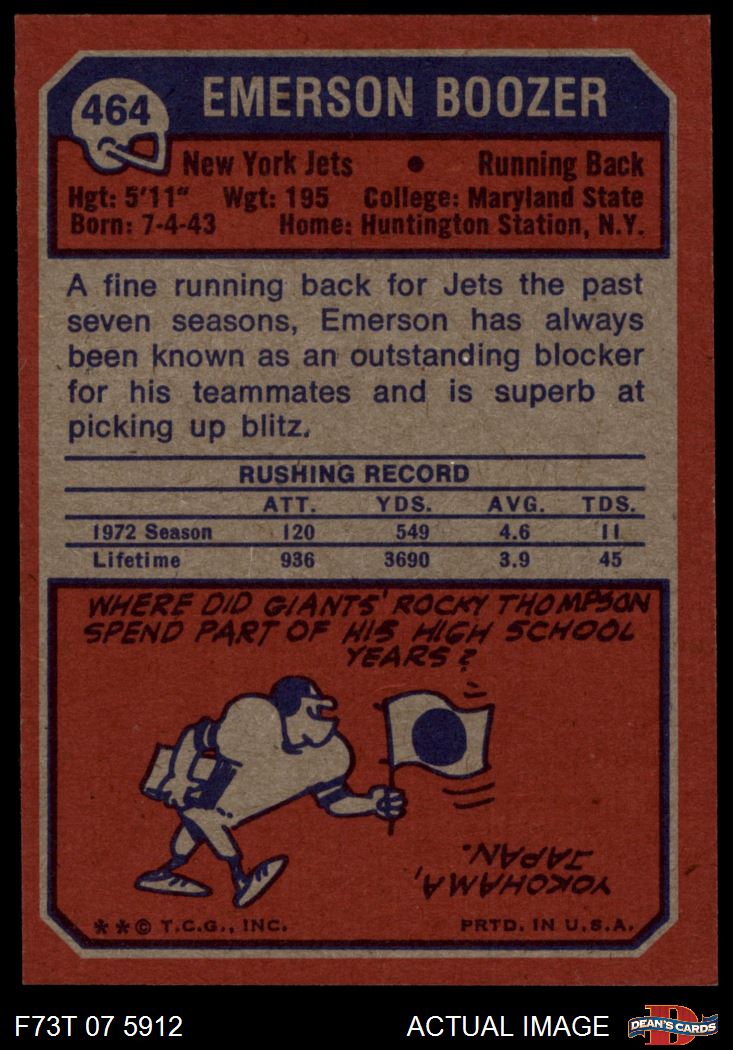 464
EMERSON BOOZER
New York Jets • Running Back
Hgt: 5'11" Wgt: 195 College: Maryland State
Born: 7-4-43 Home: Huntington Station, N.Y.
A fine running back for Jets the past
seven seasons, Emerson has always
been known as an outstanding blocker
for his teammates and is superb at
picking up blitz.
RUSHING RECORD
ATT. YDS. AVG. TDS.
1972 Season 120 549 4.6 11
Lifetime 936 3690 3.9 45
WHERE DID GIANTS' ROCKY THOMPSON
SPEND PART OF HIS HIGH SCHOOL
YEARS?
YOKOHAMA,
JAPAN.
**© T.C.G., INC. PRTD. IN U.S.A.
F73T 07 5912 ACTUAL IMAGE
D
DEAN'S CARDS